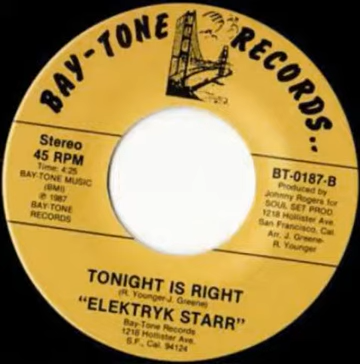 BAY-TONE RECORDS..
Stereo
45 RPM
Time: 4:25
BAY-TONE MUSIC
(BMI)
℗ 1987
BAY-TONE
RECORDS
BT-0187-B
Produced by
Johnny Rogers for
SOUL SET PROD.
1218 Hollister Ave.
San Francisco, Cal.
Arr. J. Greene-
R. Younger
TONIGHT IS RIGHT
(R. Younger-J. Greene)
"ELEKTRYK STARR"
Bay-Tone Records
1218 Hollister Ave.
S.F., Cal. 94124